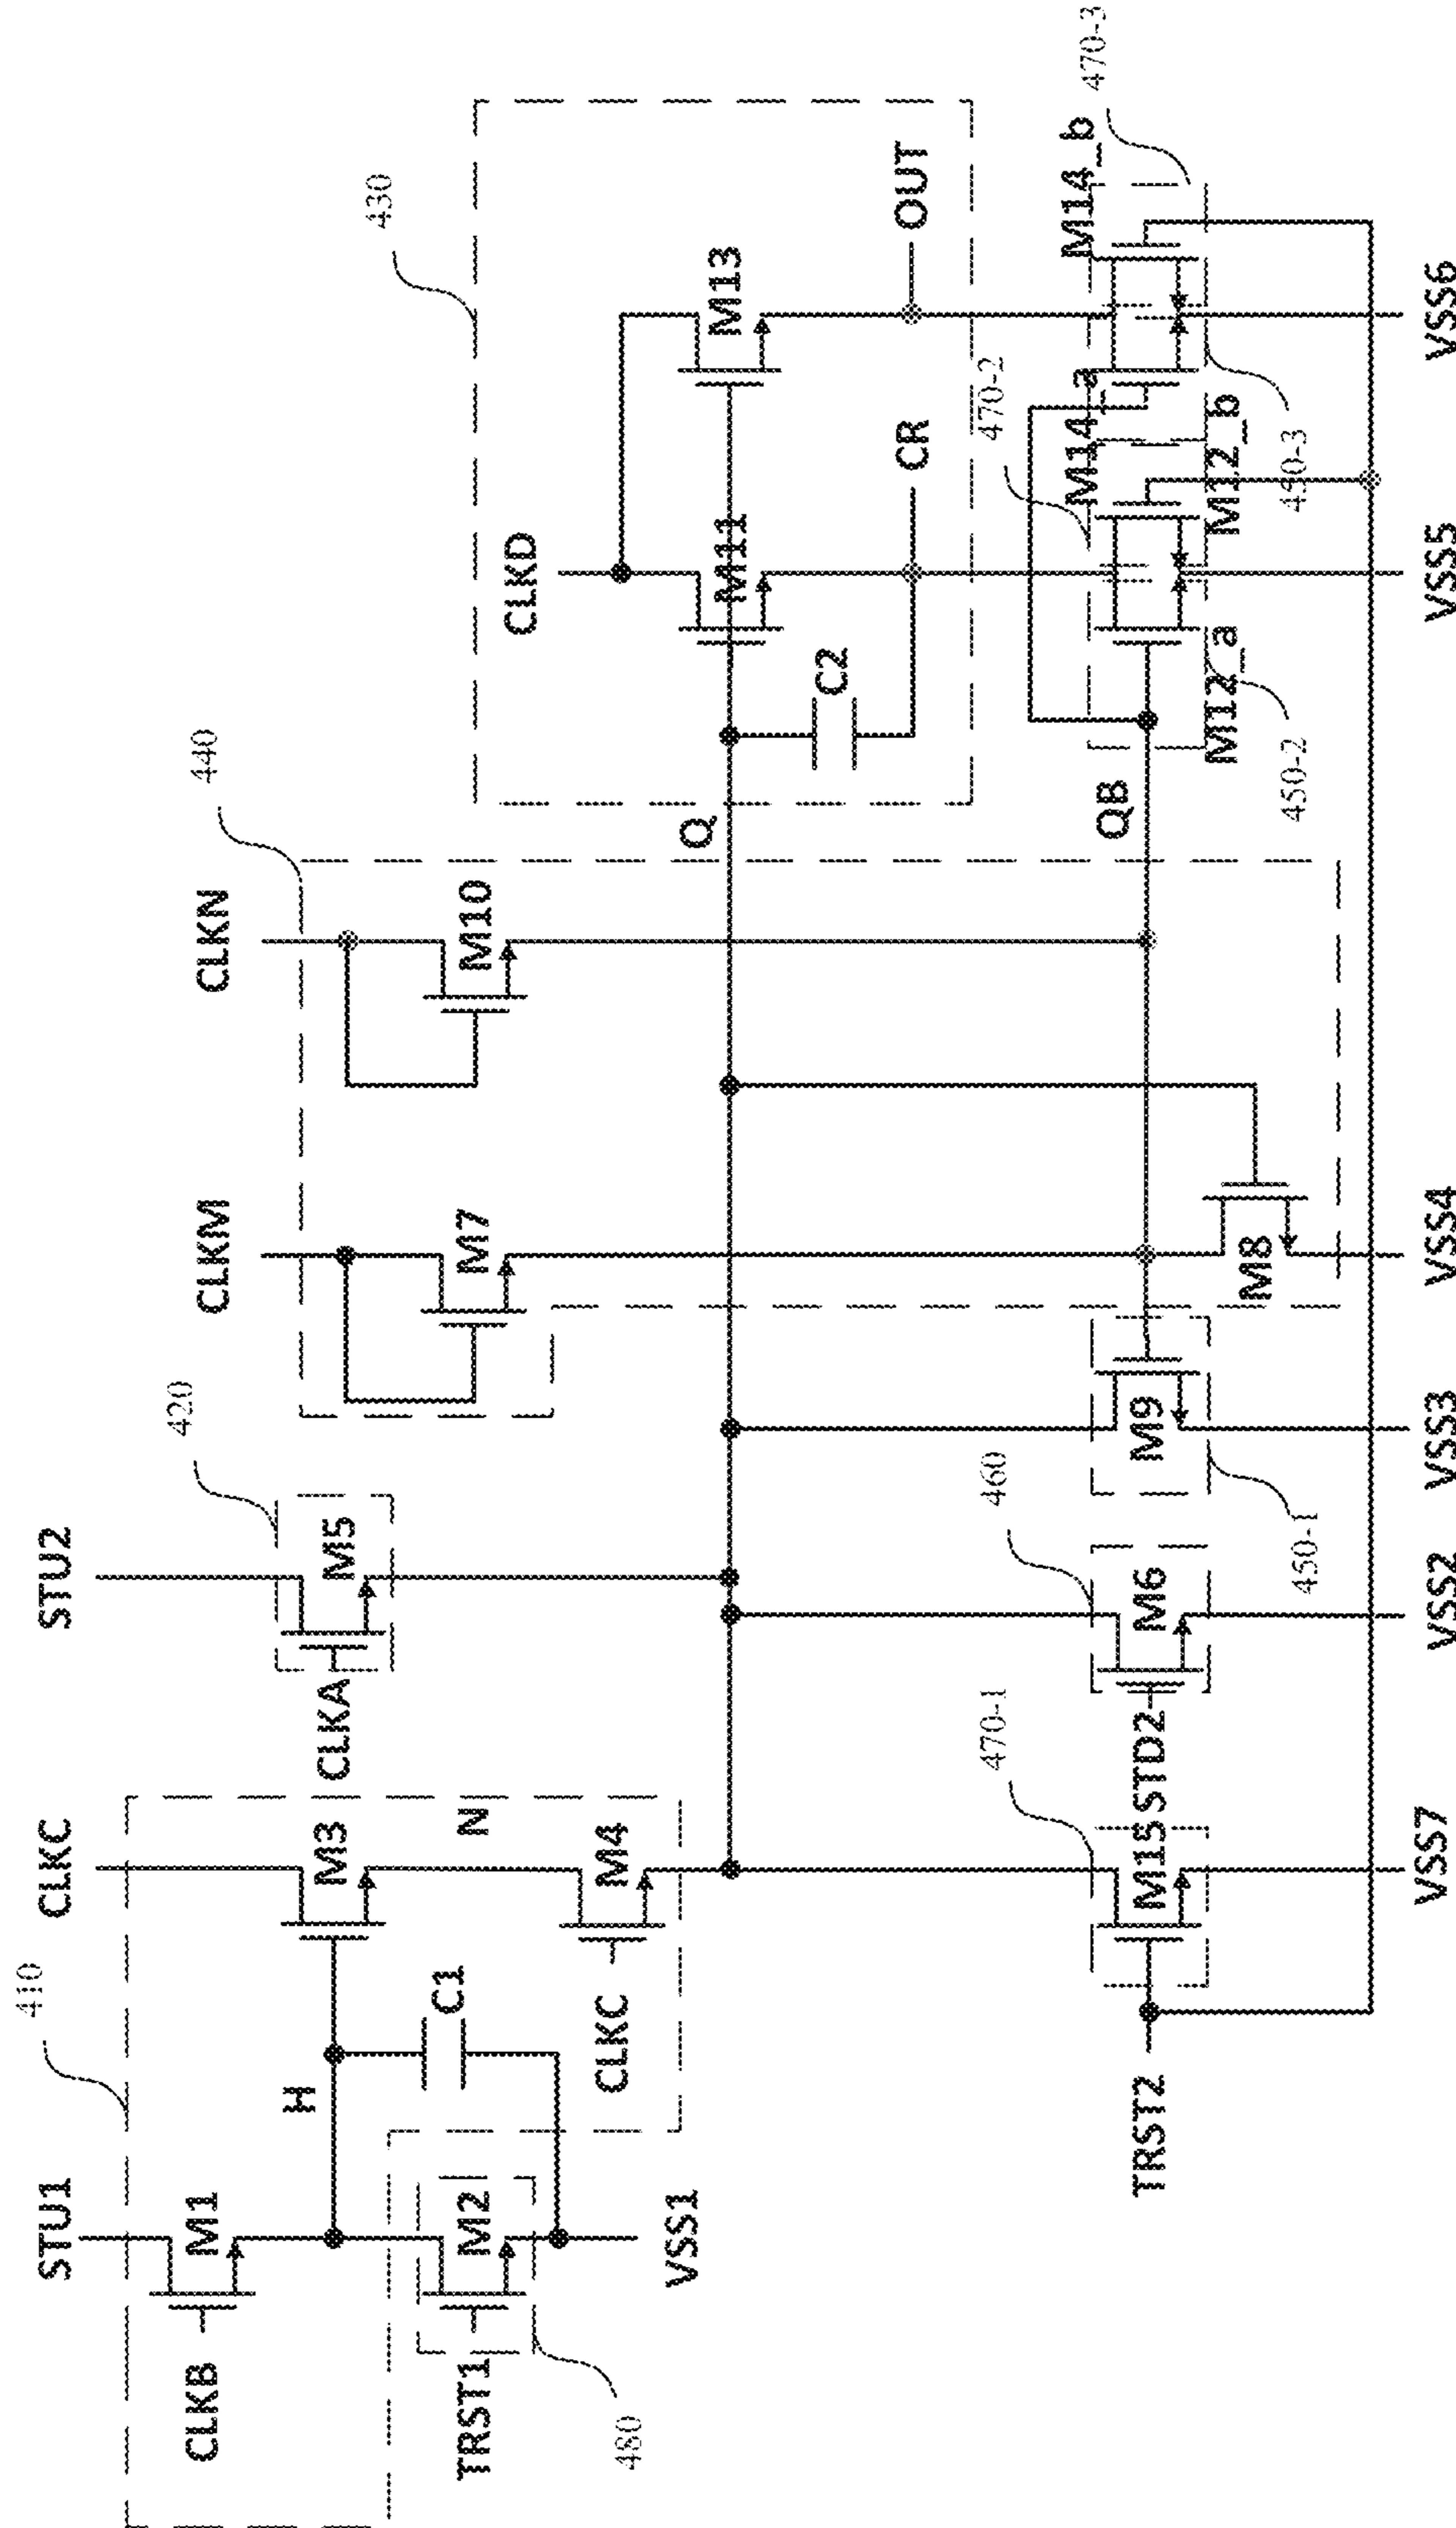 410
STU1
CLKC
STU2
420
CLKB
M1
H
M3
CLKA
M5
CLKM
440
CLKN
TRST1
M2
C1
N
CLKC
M4
M7
M10
430
480
VSS1
CLKD
Q
M11
M13
C2
CR
OUT
470-1
460
QB
470-2
470-3
TRST2
M15
STD2
M6
M9
M14_a
M14_b
450-1
M8
M12_a
M12_b
450-2
450-3
VSS7
VSS2
VSS3
VSS4
VSS5
VSS6